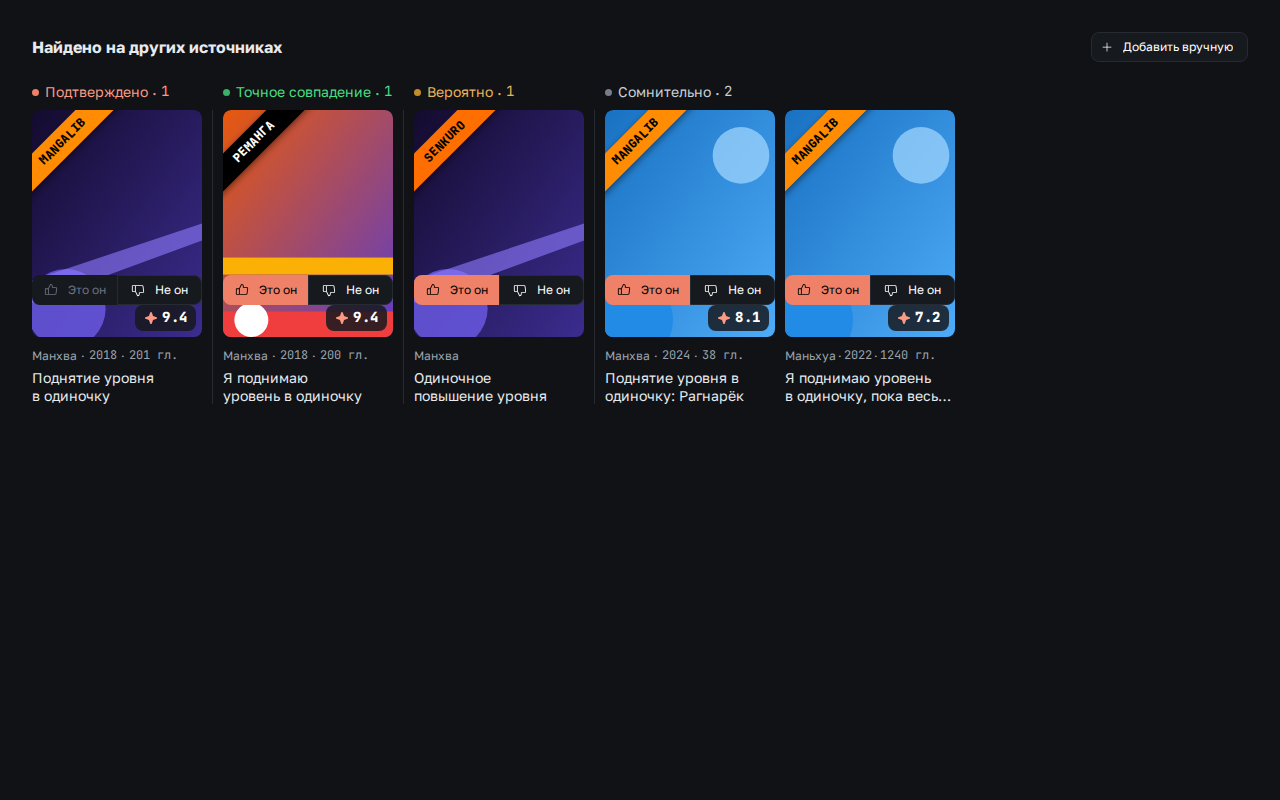 Найдено на других источниках
Добавить вручную
Подтверждено · 1
Точное совпадение · 1
Вероятно · 1
Сомнительно · 2
MANGALIB
РЕМАНГА
SENKURO
MANGALIB
MANGALIB
Это он
Не он
Это он
Не он
Это он
Не он
Это он
Не он
Это он
Не он
9.4
9.4
8.1
7.2
Манхва · 2018 · 201 гл.
Поднятие уровня
в одиночку
Манхва · 2018 · 200 гл.
Я поднимаю
уровень в одиночку
Манхва
Одиночное
повышение уровня
Манхва · 2024 · 38 гл.
Поднятие уровня в
одиночку: Рагнарёк
Маньхуа · 2022 · 1240 гл.
Я поднимаю уровень
в одиночку, пока весь...